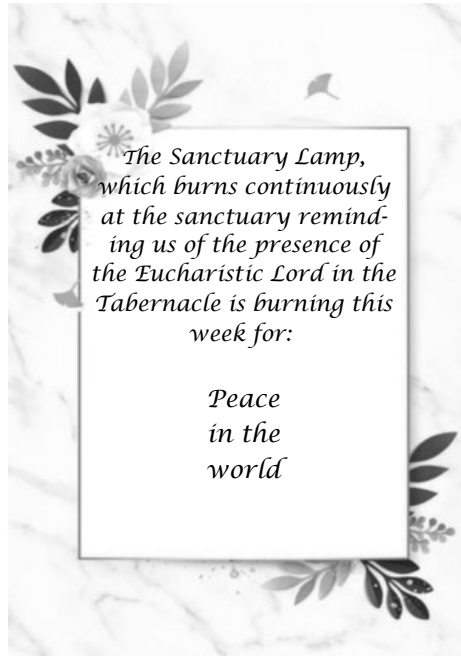 The Sanctuary Lamp,
which burns continuously
at the sanctuary remind-
ing us of the presence of
the Eucharistic Lord in the
Tabernacle is burning this
week for:
Peace
in the
world